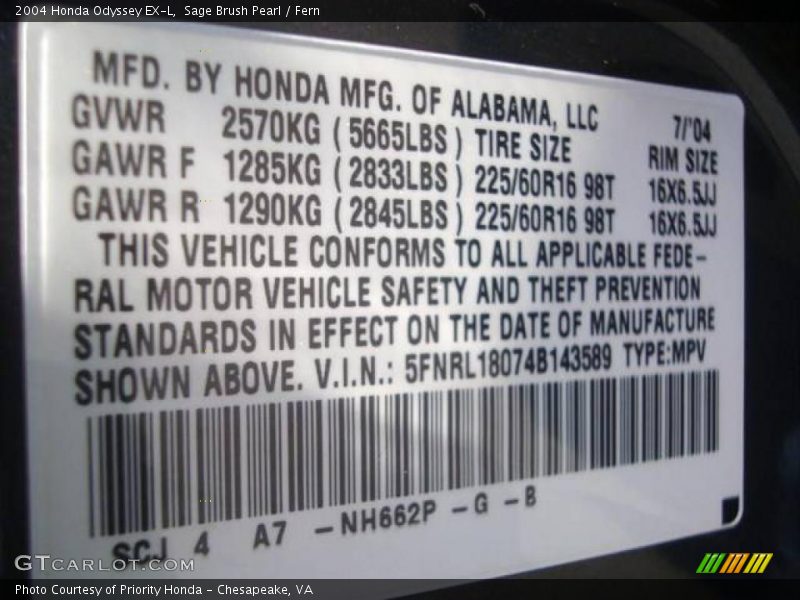 2004 Honda Odyssey EX-L, Sage Brush Pearl / Fern
MFD. BY HONDA MFG. OF ALABAMA, LLC 7/'04
GVWR 2570KG ( 5665LBS ) TIRE SIZE RIM SIZE
GAWR F 1285KG ( 2833LBS ) 225/60R16 98T 16X6.5JJ
GAWR R 1290KG ( 2845LBS ) 225/60R16 98T 16X6.5JJ
THIS VEHICLE CONFORMS TO ALL APPLICABLE FEDE-
RAL MOTOR VEHICLE SAFETY AND THEFT PREVENTION
STANDARDS IN EFFECT ON THE DATE OF MANUFACTURE
SHOWN ABOVE. V.I.N.: 5FNRL18074B143589 TYPE:MPV
SCJ 4 A7 -NH662P -G -B
GTCARLOT.COM
Photo Courtesy of Priority Honda - Chesapeake, VA